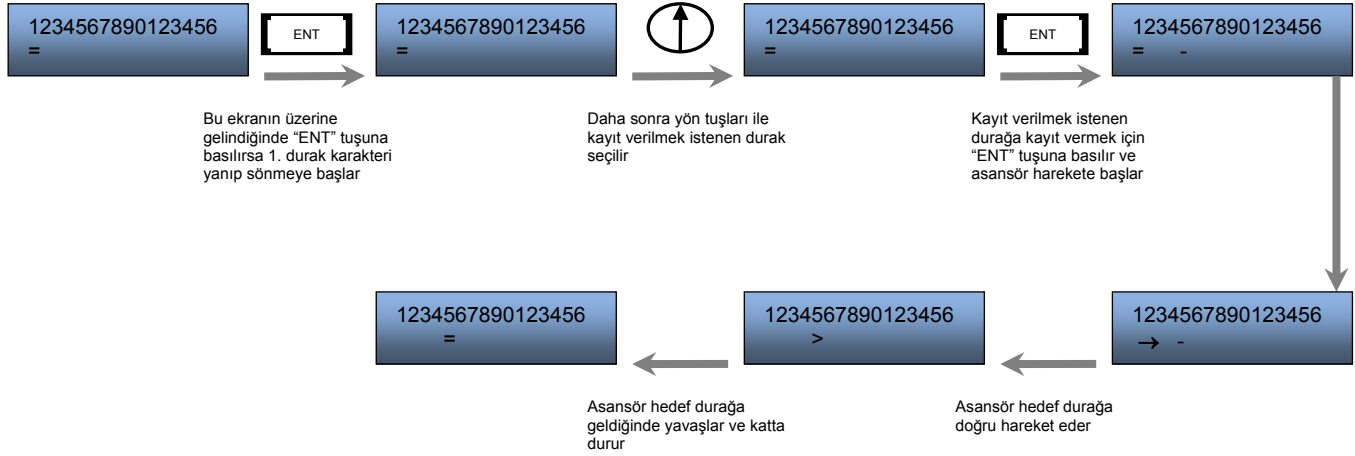 1234567890123456
=
ENT
1234567890123456
=
1234567890123456
=
ENT
1234567890123456
= -
Bu ekranın üzerine
gelindiğinde “ENT” tuşuna
basılırsa 1. durak karakteri
yanıp sönmeye başlar
Daha sonra yön tuşları ile
kayıt verilmek istenen durak
seçilir
Kayıt verilmek istenen
durağa kayıt vermek için
“ENT” tuşuna basılır ve
asansör harekete başlar
1234567890123456
=
1234567890123456
>
1234567890123456
→ -
Asansör hedef durağa
geldiğinde yavaşlar ve katta
durur
Asansör hedef durağa
doğru hareket eder